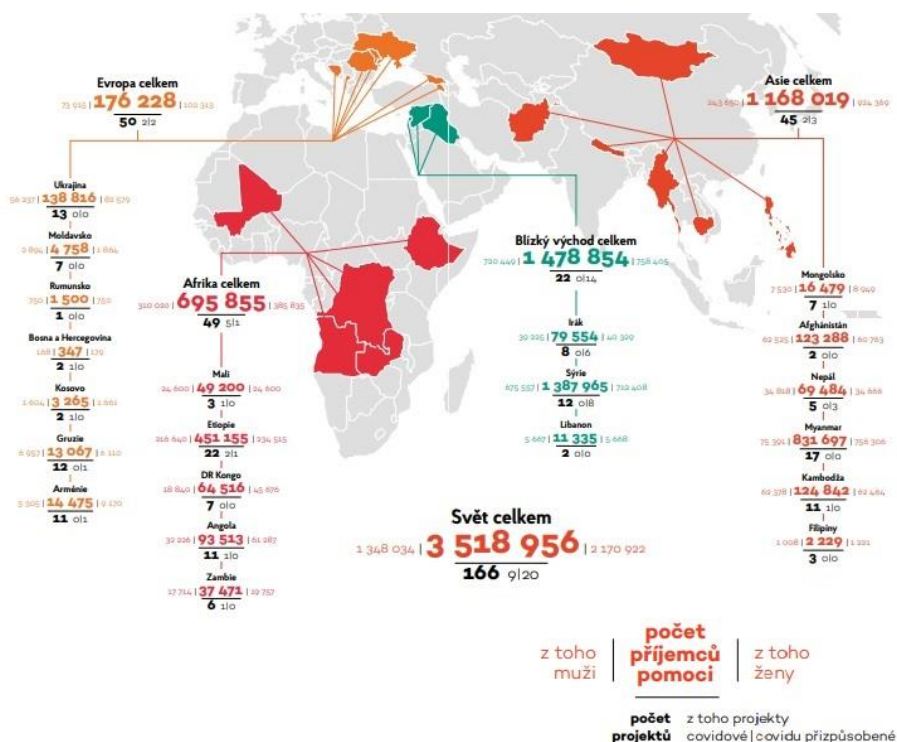 Evropa celkem
73 915 | 176 228 | 102 313
50 2|2
Ukrajina
56 237 | 138 816 | 82 579
13 0|0
Moldavsko
2 894 | 4 758 | 1 864
7 0|0
Rumunsko
750 | 1 500 | 750
1 0|0
Bosna a Hercegovina
168 | 347 | 179
2 1|0
Kosovo
1 604 | 3 265 | 1 661
2 1|0
Gruzie
6 957 | 13 067 | 6 110
12 0|1
Arménie
5 305 | 14 475 | 9 170
11 0|1
Afrika celkem
310 020 | 695 855 | 385 835
49 5|1
Mali
24 600 | 49 200 | 24 600
3 1|0
Etiopie
216 640 | 451 155 | 234 515
22 2|1
DR Kongo
18 840 | 64 516 | 45 676
7 0|0
Angola
32 226 | 93 513 | 61 287
11 1|0
Zambie
17 714 | 37 471 | 19 757
6 1|0
Blízký východ celkem
720 449 | 1 478 854 | 758 405
22 0|14
Irák
39 225 | 79 554 | 40 329
8 0|6
Sýrie
675 557 | 1 387 965 | 712 408
12 0|8
Libanon
5 667 | 11 335 | 5 668
2 0|0
Asie celkem
243 650 | 1 168 019 | 924 369
45 2|3
Mongolsko
7 530 | 16 479 | 8 949
7 1|0
Afghánistán
62 525 | 123 288 | 60 763
2 0|0
Nepál
34 818 | 69 484 | 34 666
5 0|3
Myanmar
75 391 | 831 697 | 756 306
17 0|0
Kambodža
62 378 | 124 842 | 62 464
11 1|0
Filipíny
1 008 | 2 229 | 1 221
3 0|0
Svět celkem
1 348 034 | 3 518 956 | 2 170 922
166 9|20
z toho muži | počet příjemců pomoci | z toho ženy
počet projektů
z toho projekty
covidové | covidu přizpůsobené